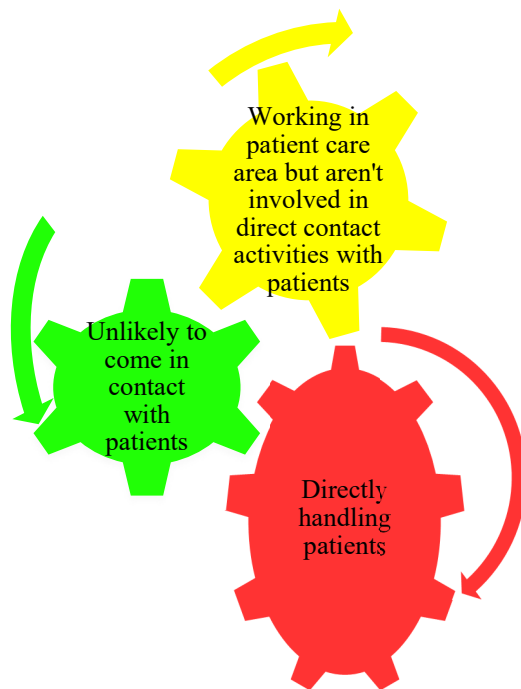 Working in
patient care
area but aren't
involved in
direct contact
activities with
patients
Unlikely to
come in
contact
with
patients
Directly
handling
patients